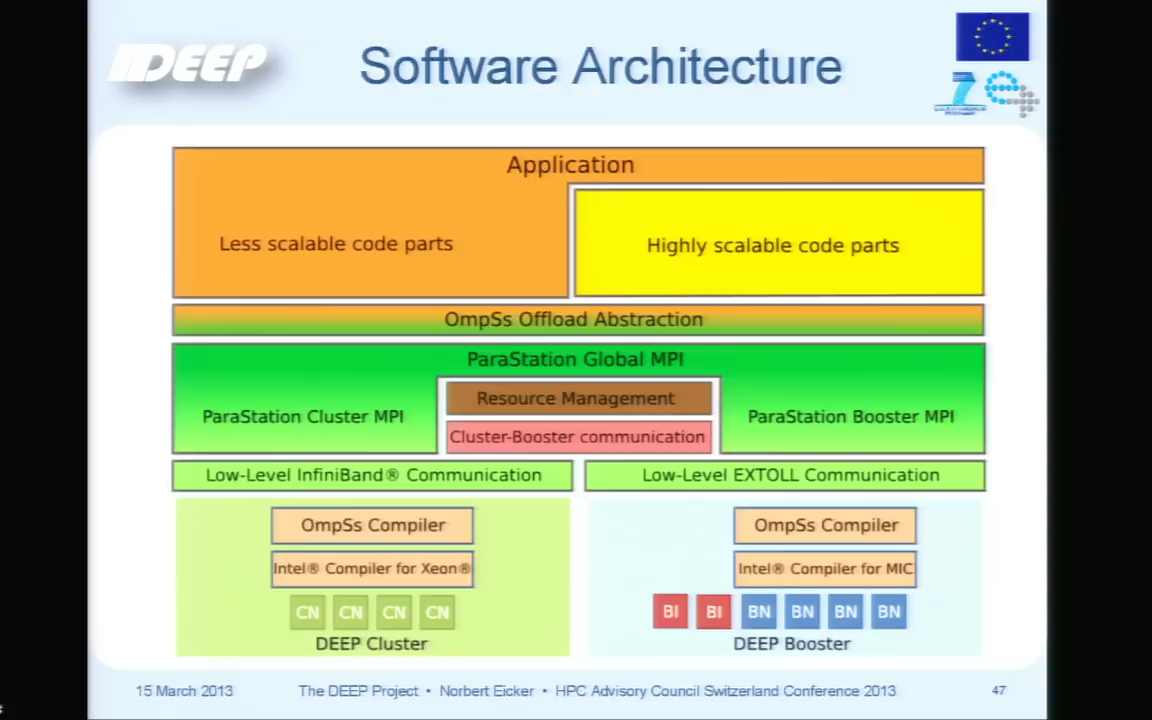 DEEP
Software Architecture
Application
Less scalable code parts
Highly scalable code parts
OmpSs Offload Abstraction
ParaStation Global MPI
Resource Management
ParaStation Cluster MPI
ParaStation Booster MPI
Cluster-Booster communication
Low-Level InfiniBand® Communication
Low-Level EXTOLL Communication
OmpSs Compiler
OmpSs Compiler
Intel® Compiler for Xeon®
Intel® Compiler for MIC
CN CN CN CN
BI BI BN BN BN BN
DEEP Cluster
DEEP Booster
15 March 2013
The DEEP Project • Norbert Eicker • HPC Advisory Council Switzerland Conference 2013
47